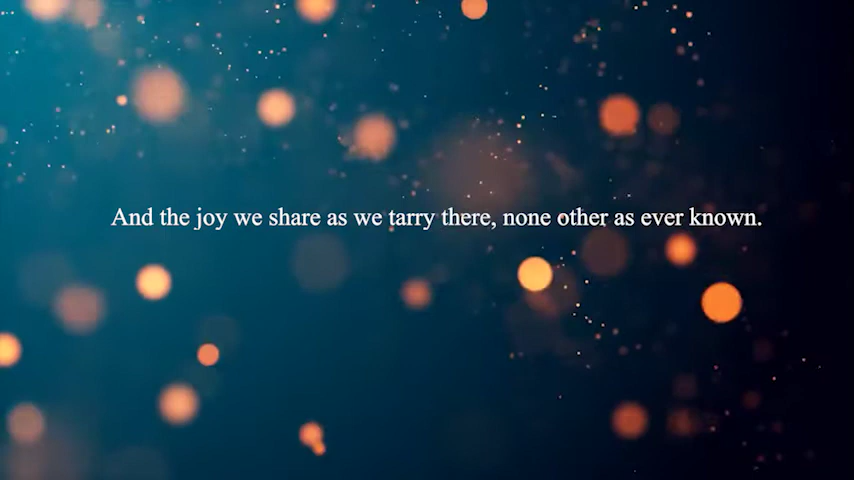 And the joy we share as we tarry there, none other as ever known.